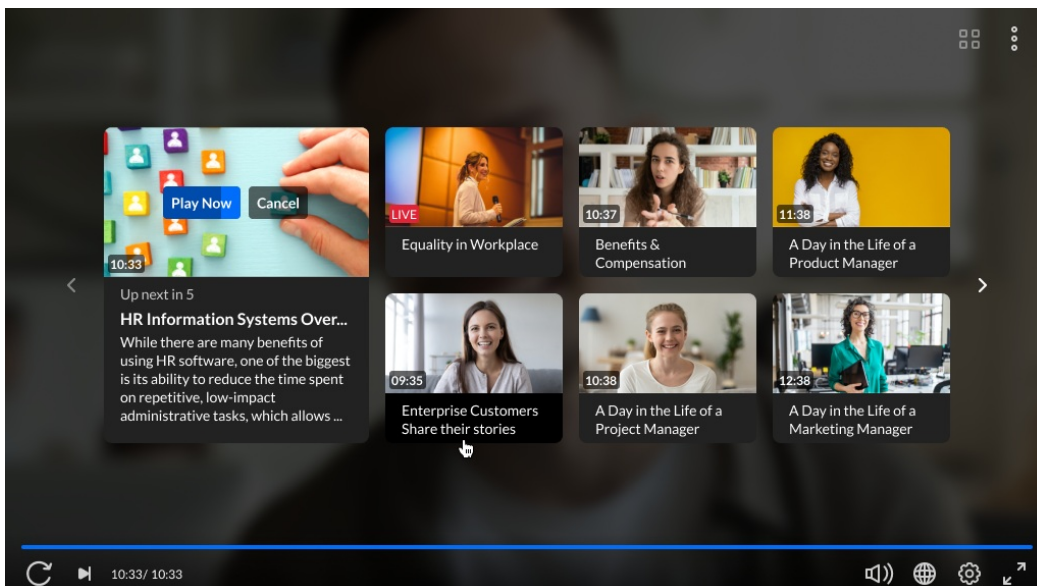 Play Now
Cancel
10:33
Up next in 5
HR Information Systems Over...
While there are many benefits of
using HR software, one of the biggest
is its ability to reduce the time spent
on repetitive, low-impact
administrative tasks, which allows ...
LIVE
Equality in Workplace
10:37
Benefits &
Compensation
11:38
A Day in the Life of a
Product Manager
09:35
Enterprise Customers
Share their stories
10:38
A Day in the Life of a
Project Manager
12:38
A Day in the Life of a
Marketing Manager
10:33/ 10:33